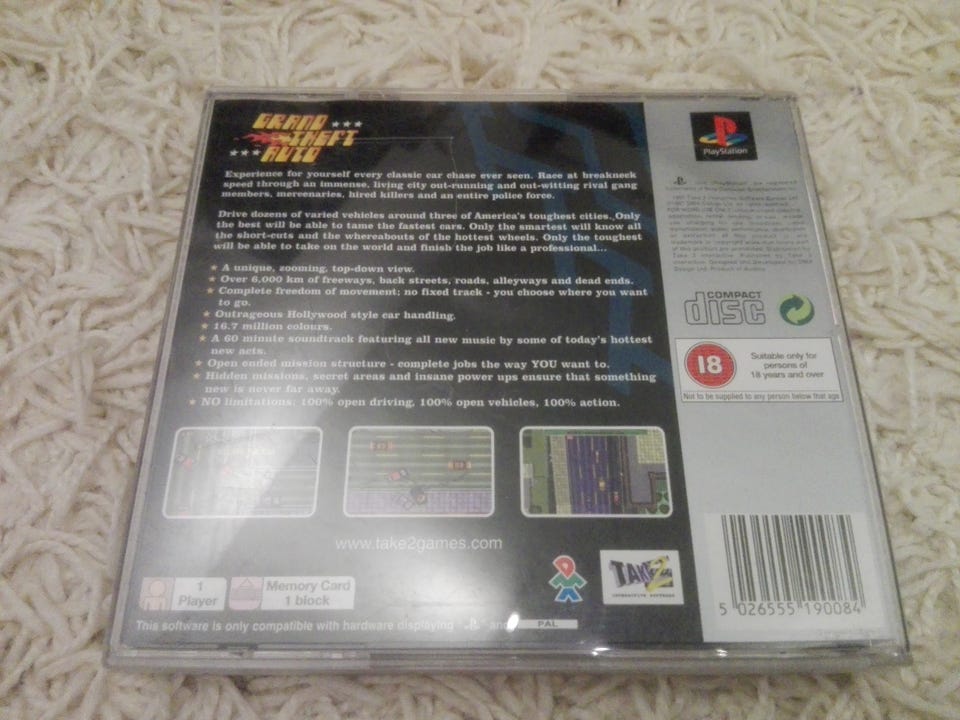 GRAND
THEFT
AUTO
Experience for yourself every classic car chase ever seen. Race at breakneck
speed through an immense, living city out-running and out-witting rival gang
members, mercenaries, hired killers and an entire police force.
Drive dozens of varied vehicles around three of America's toughest cities. Only
the best will be able to tame the fastest cars. Only the smartest will know all
the short-cuts and the whereabouts of the hottest wheels. Only the toughest
will be able to take on the world and finish the job like a professional...
A unique, zooming, top-down view.
Over 6,000 km of freeways, back streets, roads, alleyways and dead ends.
Complete freedom of movement; no fixed track - you choose where you want
to go.
Outrageous Hollywood style car handling.
16.7 million colours.
A 60 minute soundtrack featuring all new music by some of today's hottest
new acts.
Open ended mission structure - complete jobs the way YOU want to.
Hidden missions, secret areas and insane power ups ensure that something
new is never far away.
NO limitations: 100% open driving, 100% open vehicles, 100% action.
www.take2games.com
1
Player
Memory Card
1 block
This software is only compatible with hardware displaying " " and
PAL
TAKE 2
INTERACTIVE SOFTWARE
PlayStation
COMPACT
disc
18
Suitable only for
persons of
18 years and over
Not to be supplied to any person below that age
5 026555 190084